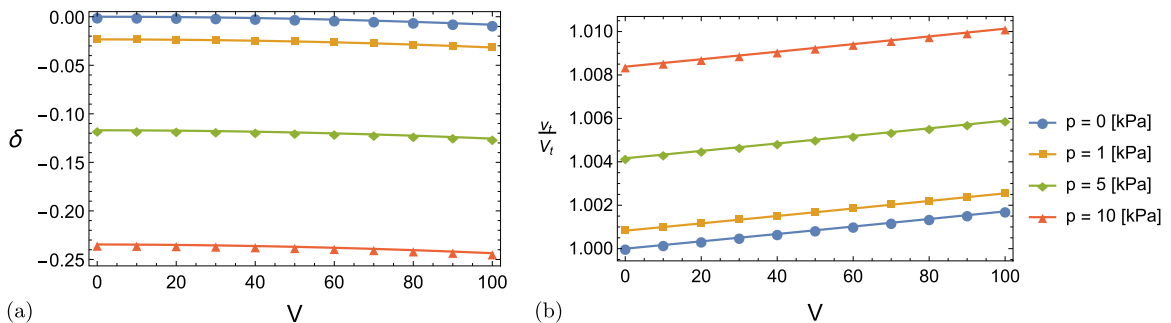 0.00
-0.05
-0.10
-0.15
-0.20
-0.25
δ
0 20 40 60 80 100
V
(a)
1.010
1.008
1.006
1.004
1.002
1.000
v_t
V_t
0 20 40 60 80 100
V
(b)
p = 0 [kPa]
p = 1 [kPa]
p = 5 [kPa]
p = 10 [kPa]